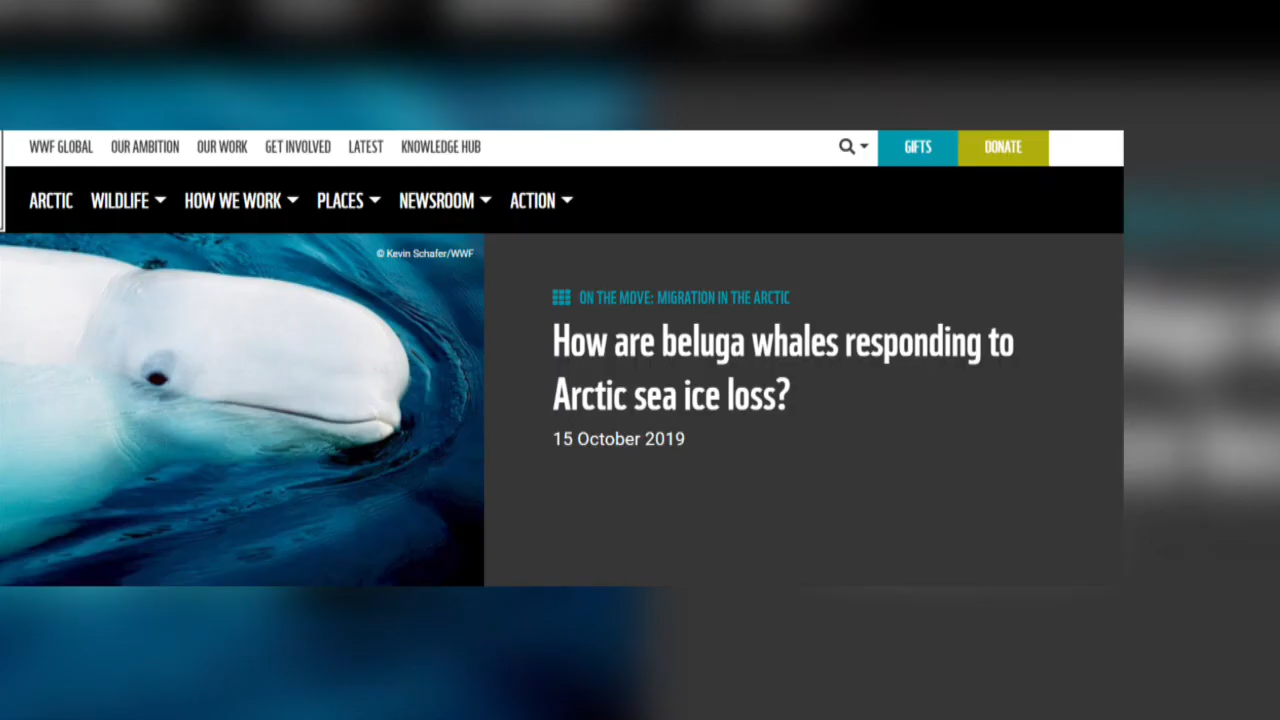 WWF GLOBAL OUR AMBITION OUR WORK GET INVOLVED LATEST KNOWLEDGE HUB GIFTS DONATE
ARCTIC WILDLIFE HOW WE WORK PLACES NEWSROOM ACTION
© Kevin Schafer/WWF
ON THE MOVE: MIGRATION IN THE ARCTIC
How are beluga whales responding to
Arctic sea ice loss?
15 October 2019